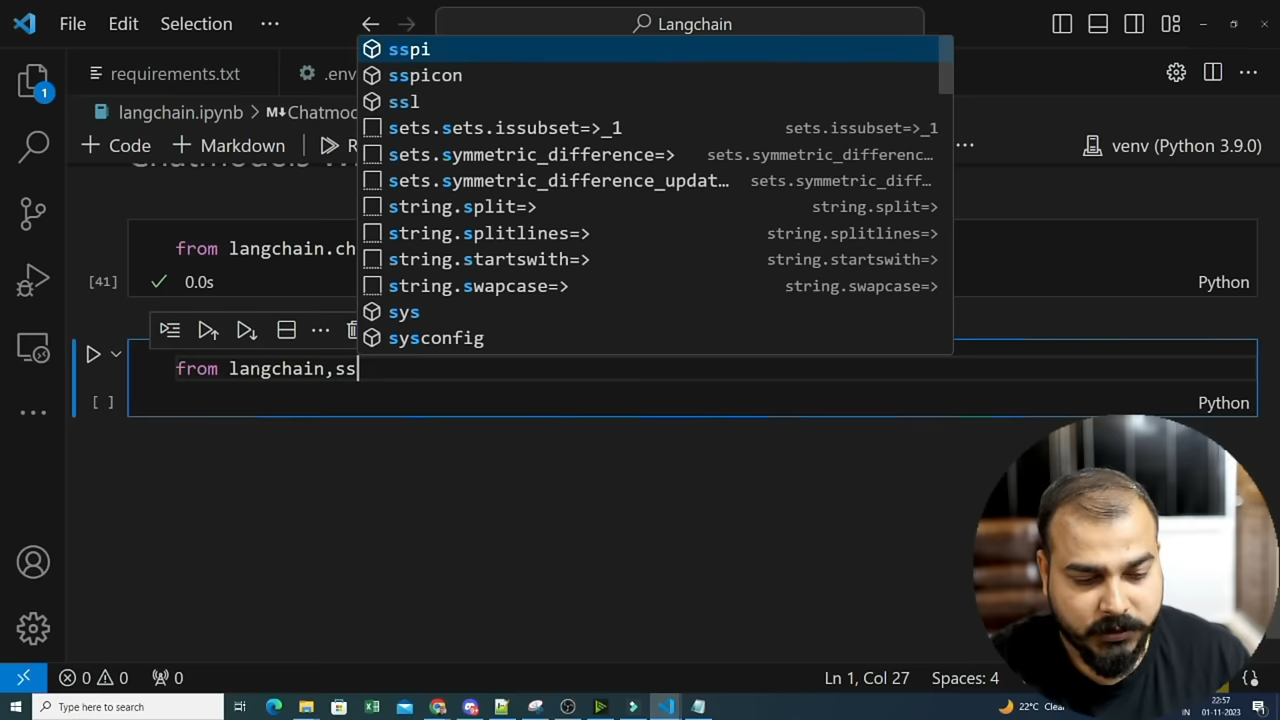 File Edit Selection ··· Langchain
requirements.txt .env
langchain.ipynb > Chatmod
+ Code + Markdown R ··· venv (Python 3.9.0)
sspi
sspicon
ssl
sets.sets.issubset=>_1 sets.issubset=>_1
sets.symmetric_difference=> sets.symmetric_differenc…
sets.symmetric_difference_updat… sets.symmetric_diff…
string.split=> string.split=>
string.splitlines=> string.splitlines=>
string.startswith=> string.startswith=>
string.swapcase=> string.swapcase=>
sys
sysconfig
from langchain.ch
[41] 0.0s Python
from langchain,ss
[ ] Python
0 0 0 Ln 1, Col 27 Spaces: 4
Type here to search 22°C Clear IN 22:57
01-11-2023
1